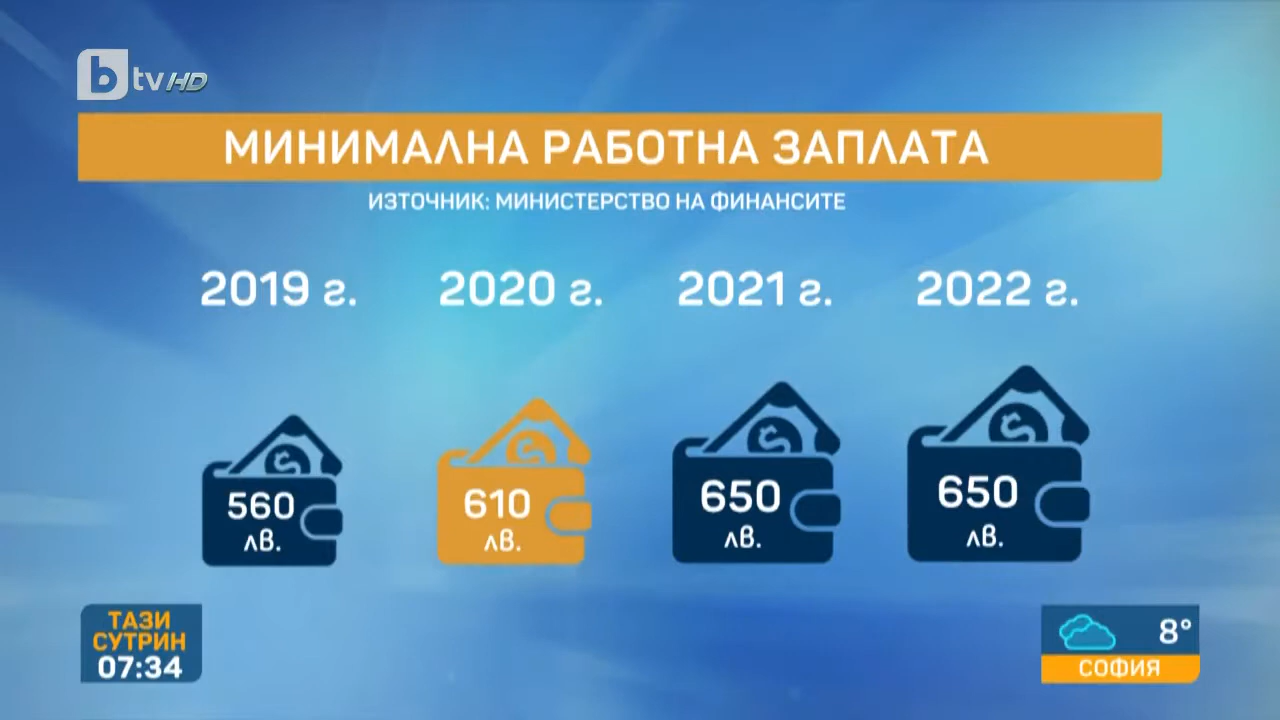 btv HD
МИНИМАЛНА РАБОТНА ЗАПЛАТА
ИЗТОЧНИК: МИНИСТЕРСТВО НА ФИНАНСИТЕ
2019 г. 2020 г. 2021 г. 2022 г.
560 610 650 650
лв. лв. лв. лв.
ТАЗИ
СУТРИН
07:34
8°
СОФИЯ